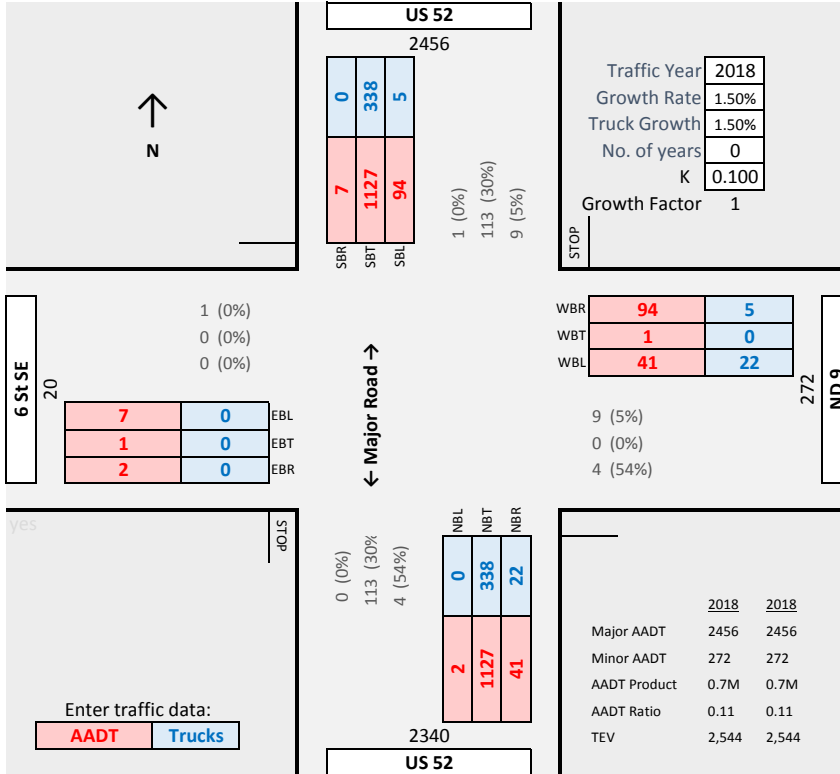 US 52
2456
0 338 5
7 1127 94
SBR SBT SBL
1 (0%)
113 (30%)
9 (5%)
N
Traffic Year 2018
Growth Rate 1.50%
Truck Growth 1.50%
No. of years 0
K 0.100
Growth Factor 1
STOP
6 St SE
20
1 (0%)
0 (0%)
0 (0%)
7 0 EBL
1 0 EBT
2 0 EBR
← Major Road →
WBR 94 5
WBT 1 0
WBL 41 22
272
ND 9
9 (5%)
0 (0%)
4 (54%)
yes
STOP
0 (0%)
113 (30%
4 (54%)
NBL NBT NBR
0 338 22
2 1127 41
2340
US 52
Enter traffic data:
AADT Trucks
2018 2018
Major AADT 2456 2456
Minor AADT 272 272
AADT Product 0.7M 0.7M
AADT Ratio 0.11 0.11
TEV 2,544 2,544